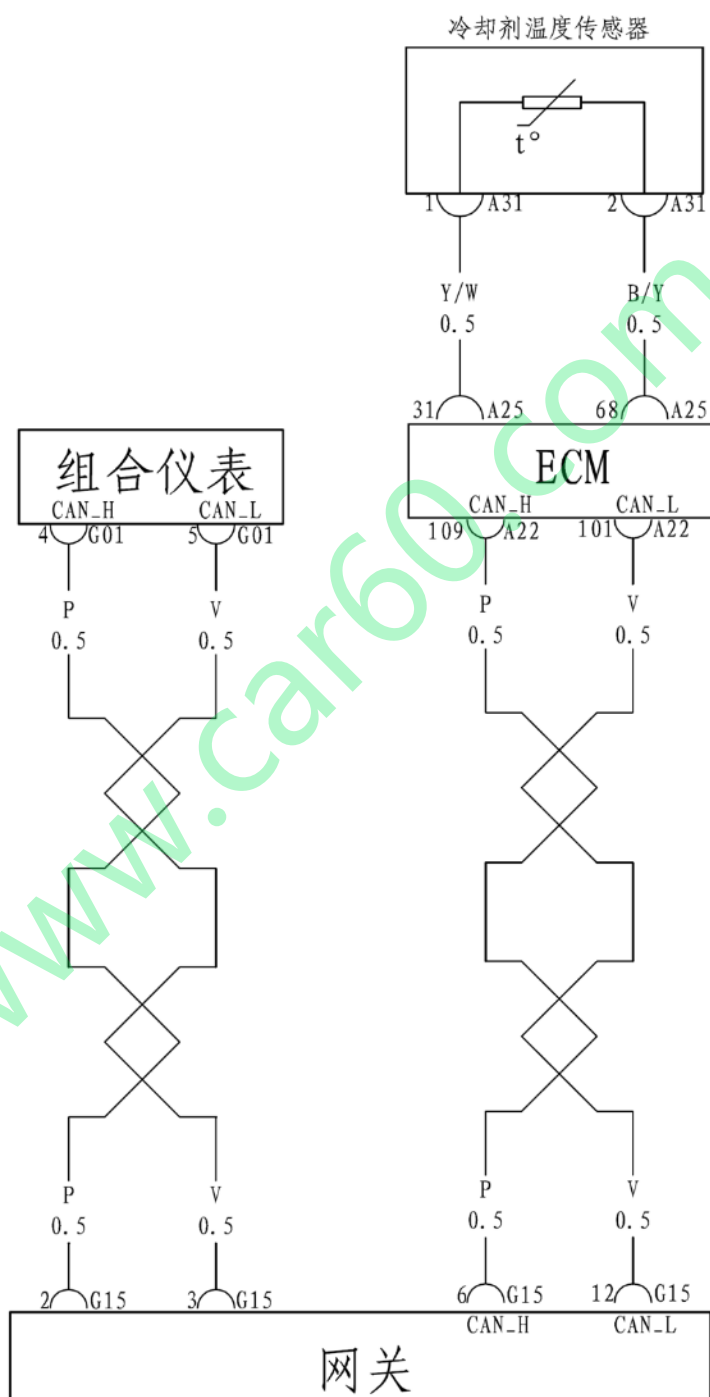 冷却剂温度传感器
t°
1 A31 2 A31
Y/W B/Y
0.5 0.5
31 A25 68 A25
组合仪表 ECM
CAN_H CAN_L CAN_H CAN_L
4 G01 5 G01 109 A22 101 A22
P V P V
0.5 0.5 0.5 0.5
www.car60.com
P V P V
0.5 0.5 0.5 0.5
2 G15 3 G15 6 G15 12 G15
CAN_H CAN_L
网关